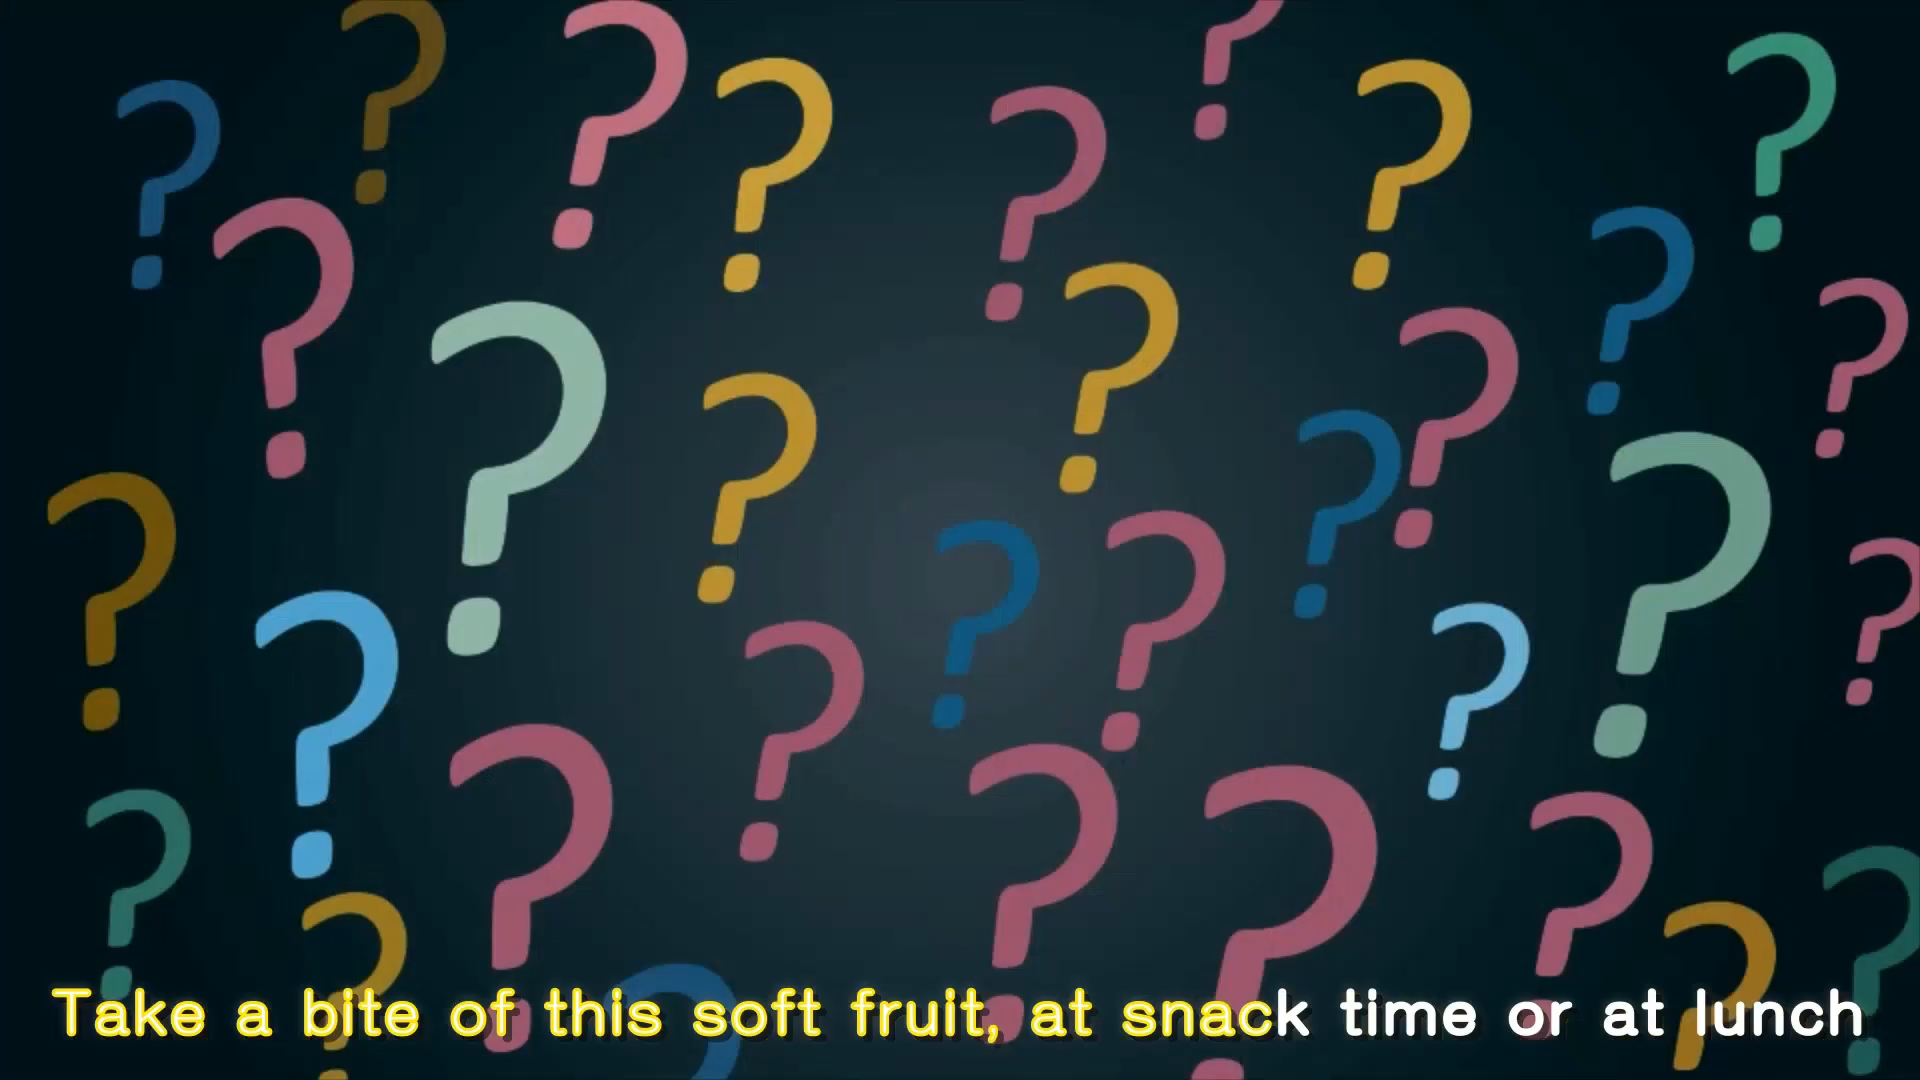 Take a bite of this soft fruit, at snack time or at lunch